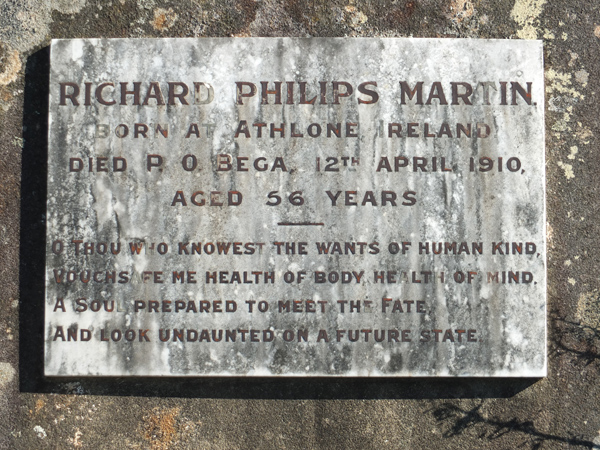 RICHARD PHILIPS MARTIN.
BORN AT ATHLONE, IRELAND
DIED P. O. BEGA, 12TH APRIL, 1910,
AGED 56 YEARS
O THOU WHO KNOWEST THE WANTS OF HUMAN KIND,
VOUCHSAFE ME HEALTH OF BODY, HEALTH OF MIND.
A SOUL PREPARED TO MEET THE FATE,
AND LOOK UNDAUNTED ON A FUTURE STATE